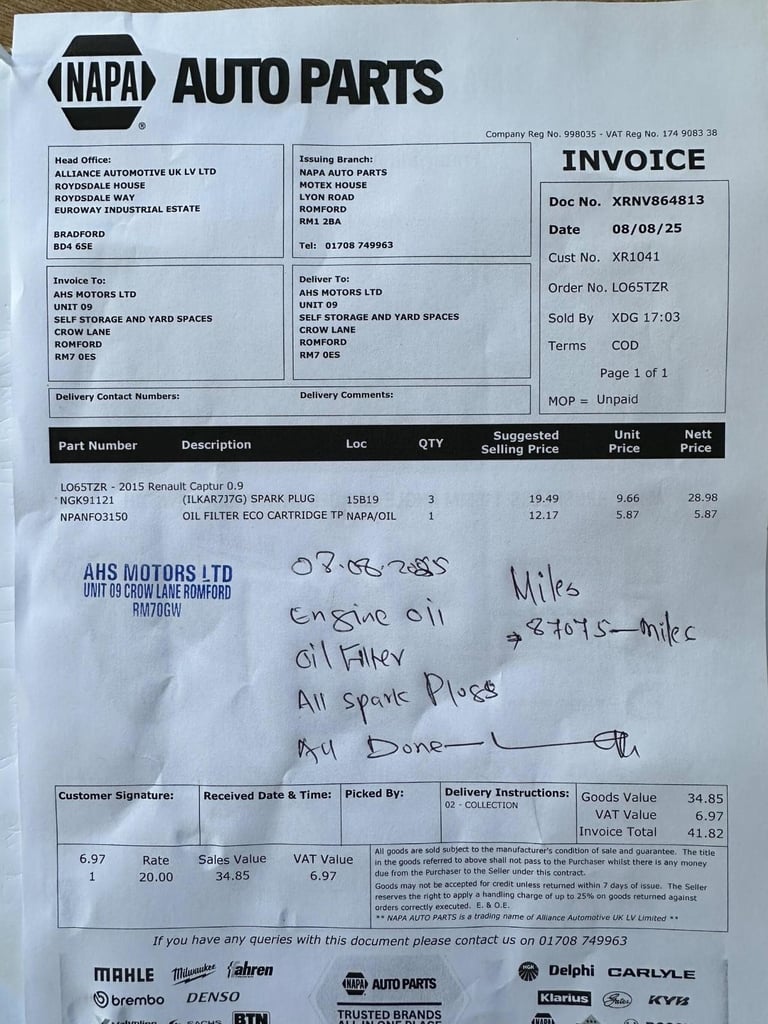 NAPA AUTO PARTS
Company Reg No. 998035 - VAT Reg No. 174 9083 38
INVOICE
Head Office:
ALLIANCE AUTOMOTIVE UK LV LTD
ROYDSDALE HOUSE
ROYDSDALE WAY
EUROWAY INDUSTRIAL ESTATE
BRADFORD
BD4 6SE
Issuing Branch:
NAPA AUTO PARTS
MOTEX HOUSE
LYON ROAD
ROMFORD
RM1 2BA
Tel: 01708 749963
Doc No. XRNV864813
Date 08/08/25
Cust No. XR1041
Order No. LO65TZR
Sold By XDG 17:03
Terms COD
Page 1 of 1
MOP = Unpaid
Invoice To:
AHS MOTORS LTD
UNIT 09
SELF STORAGE AND YARD SPACES
CROW LANE
ROMFORD
RM7 0ES
Deliver To:
AHS MOTORS LTD
UNIT 09
SELF STORAGE AND YARD SPACES
CROW LANE
ROMFORD
RM7 0ES
Delivery Contact Numbers:
Delivery Comments:
Part Number Description Loc QTY Suggested Selling Price Unit Price Nett Price
LO65TZR - 2015 Renault Captur 0.9
NGK91121 (ILKAR7J7G) SPARK PLUG 15B19 3 19.49 9.66 28.98
NPANFO3150 OIL FILTER ECO CARTRIDGE TP NAPA/OIL 1 12.17 5.87 5.87
AHS MOTORS LTD
UNIT 09 CROW LANE ROMFORD
RM70GW
Engine oil
oil Filter
All spark Plugs
All Done
Miles
→87075-miles
Customer Signature:
Received Date & Time:
Picked By:
Delivery Instructions:
02 - COLLECTION
Goods Value 34.85
VAT Value 6.97
Invoice Total 41.82
6.97 Rate Sales Value VAT Value
1 20.00 34.85 6.97
All goods are sold subject to the manufacturer's condition of sale and guarantee. The title
in the goods referred to above shall not pass to the Purchaser whilst there is any money
due from the Purchaser to the Seller under this contract.
Goods may not be accepted for credit unless returned within 7 days of issue. The Seller
reserves the right to apply a handling charge of up to 25% on goods returned against
orders correctly executed. E. & O.E.
** NAPA AUTO PARTS is a trading name of Alliance Automotive UK LV Limited **
If you have any queries with this document please contact us on 01708 749963
MAHLE Milwaukee fahren
brembo DENSO
SACHS BTN
NAPA AUTO PARTS
TRUSTED BRANDS
ALL IN ONE PLACE
NGK Delphi CARLYLE
Klarius Gates KYB
NAPA